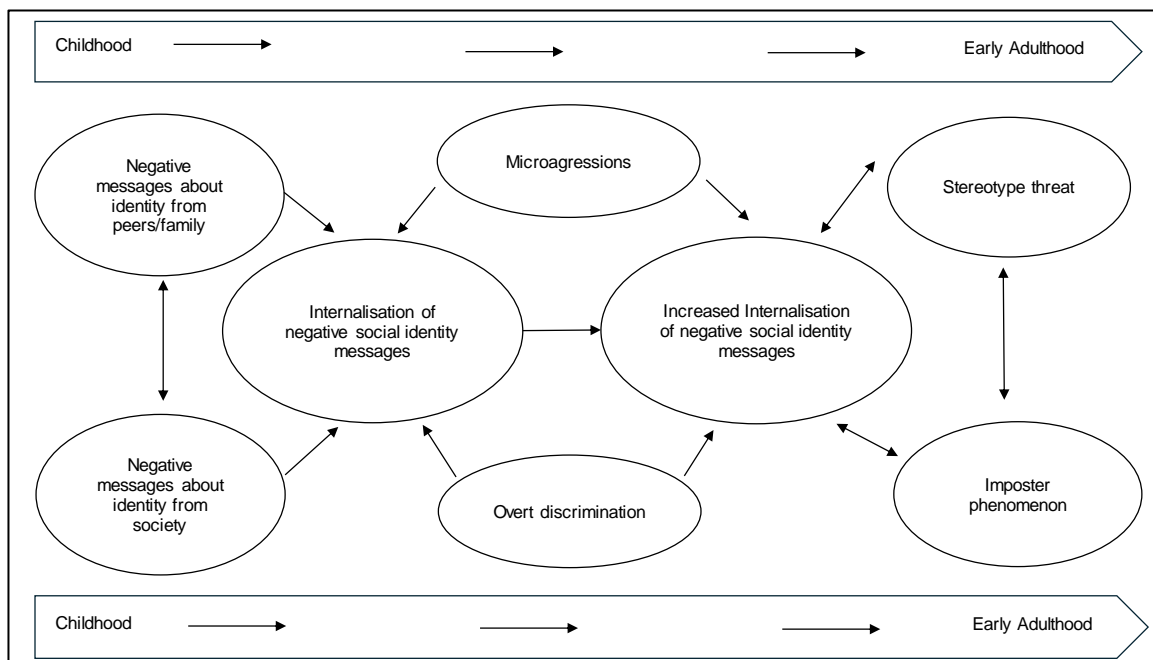 Childhood
Early Adulthood
Negative
messages about
identity from
peers/family
Microagressions
Stereotype threat
Internalisation of
negative social identity
messages
Increased Internalisation
of negative social identity
messages
Negative
messages about
identity from
society
Overt discrimination
Imposter
phenomenon
Childhood
Early Adulthood